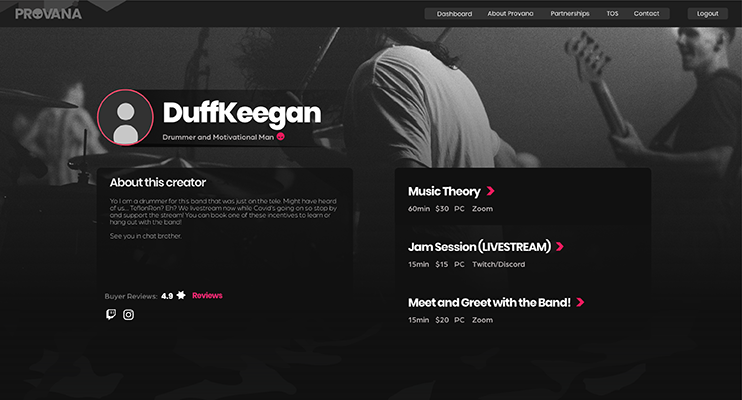 PROVANA
Dashboard About Provana Partnerships TOS Contact Logout
DuffKeegan
Drummer and Motivational Man
About this creator
Yo I am a drummer for this band that was just on the tele. Might have heard
of us... TeflonRon? Eh? We livestream now while Covid's going on so stop by
and support the stream! You can book one of these incentives to learn or
hang out with the band!
See you in chat brother.
Buyer Reviews: 4.9 Reviews
Music Theory
60min $30 PC Zoom
Jam Session (LIVESTREAM)
15min $15 PC Twitch/Discord
Meet and Greet with the Band!
15min $20 PC Zoom